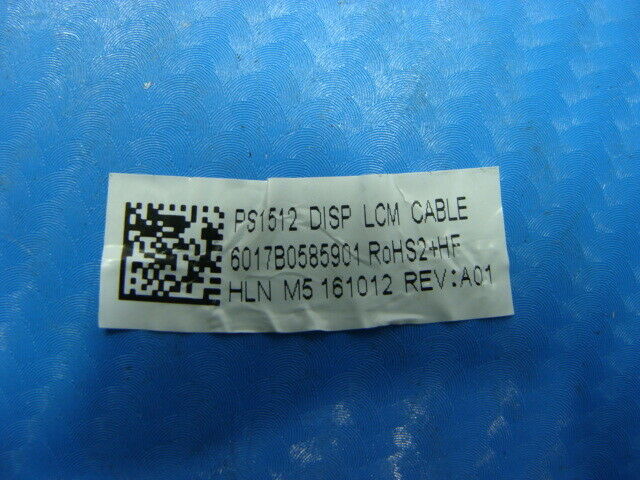 PS1512 DISP LCM CABLE
6017B0585901 RoHS2+HF
HLN M5 161012 REV:A01